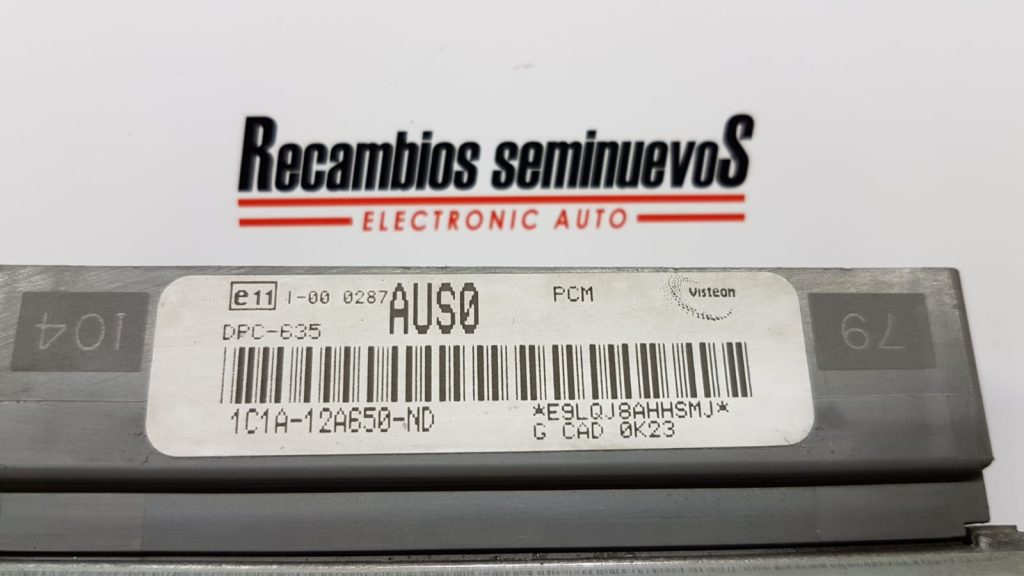 Recambios seminuevoS
ELECTRONIC AUTO
104
e11 I-00 0287 AUS0 PCM Visteon
79
DPC-635
1C1A-12A650-ND *E9LQJ8AHHSMJ*
G CAD 0K23